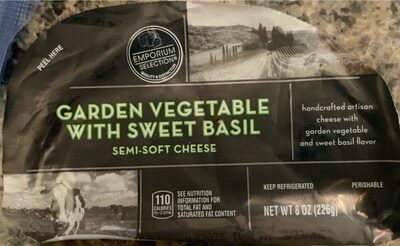 PEEL HERE
EMPORIUM
SELECTION®
GARDEN VEGETABLE
WITH SWEET BASIL
SEMI-SOFT CHEESE
handcrafted artisan
cheese with
garden vegetable
and sweet basil flavor
110
CALORIES
SEE NUTRITION
INFORMATION FOR
TOTAL FAT AND
SATURATED FAT CONTENT
KEEP REFRIGERATED PERISHABLE
NET WT 8 OZ (226g)